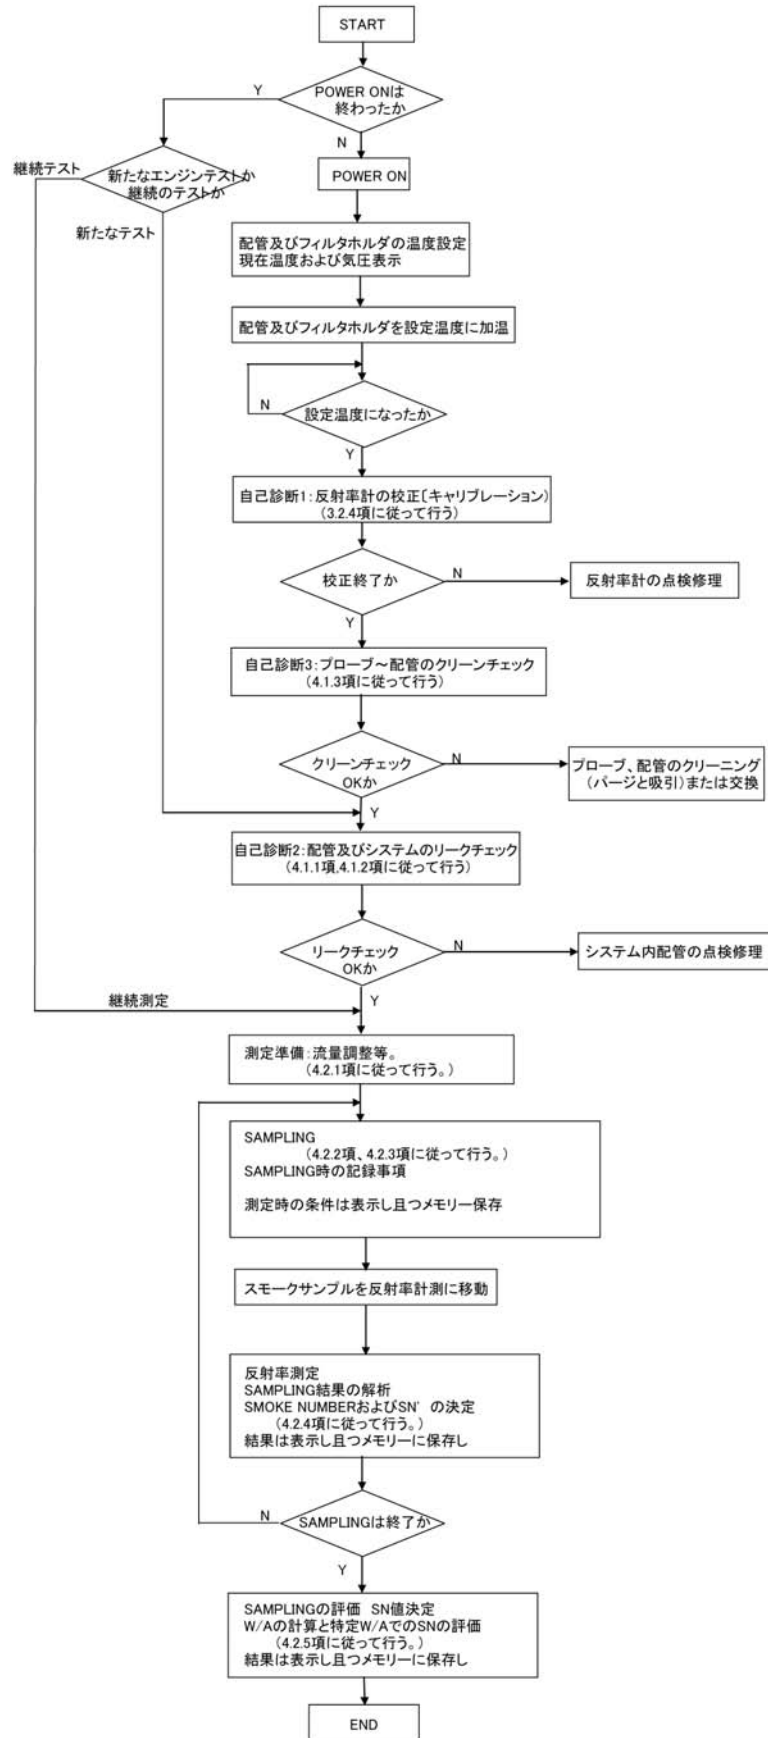 START
POWER ONは
終わったか
Y
N
継続テスト
新たなエンジンテストか
継続のテストか
POWER ON
新たなテスト
配管及びフィルタホルダの温度設定
現在温度および気圧表示
配管及びフィルタホルダを設定温度に加温
設定温度になったか
N
Y
自己診断1:反射率計の校正〔キャリブレーション)
(3.2.4項に従って行う)
校正終了か
N
反射率計の点検修理
Y
自己診断3:プローブ～配管のクリーンチェック
(4.1.3項に従って行う)
クリーンチェック
OKか
N
プローブ、配管のクリーニング
(パージと吸引)または交換
Y
自己診断2:配管及びシステムのリークチェック
(4.1.1項,4.1.2項に従って行う)
リークチェック
OKか
N
システム内配管の点検修理
継続測定
Y
測定準備:流量調整等。
(4.2.1項に従って行う。)
SAMPLING
(4.2.2項、4.2.3項に従って行う。)
SAMPLING時の記録事項
測定時の条件は表示し且つメモリー保存
スモークサンプルを反射率計測に移動
反射率測定
SAMPLING結果の解析
SMOKE NUMBERおよびSN' の決定
(4.2.4項に従って行う。)
結果は表示し且つメモリーに保存し
N
SAMPLINGは終了か
Y
SAMPLINGの評価 SN値決定
W/Aの計算と特定W/AでのSNの評価
(4.2.5項に従って行う。)
結果は表示し且つメモリーに保存し
END